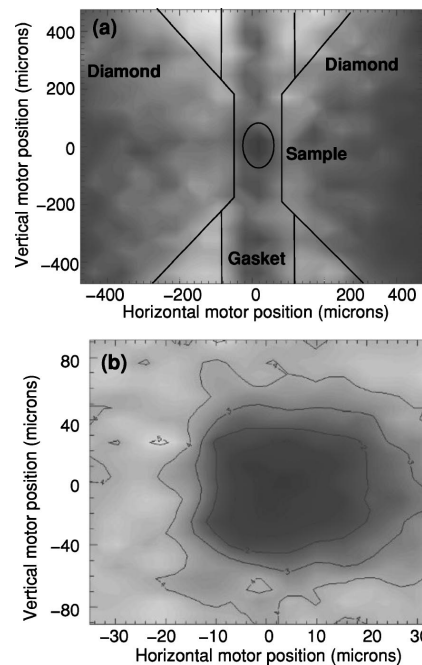 (a)
Diamond
Diamond
Sample
Gasket
Vertical motor position (microns)
400
200
0
-200
-400
-400
-200
0
200
400
Horizontal motor position (microns)
(b)
Vertical motor position (microns)
80
40
0
-40
-80
-30
-20
-10
0
10
20
30
Horizontal motor position (microns)